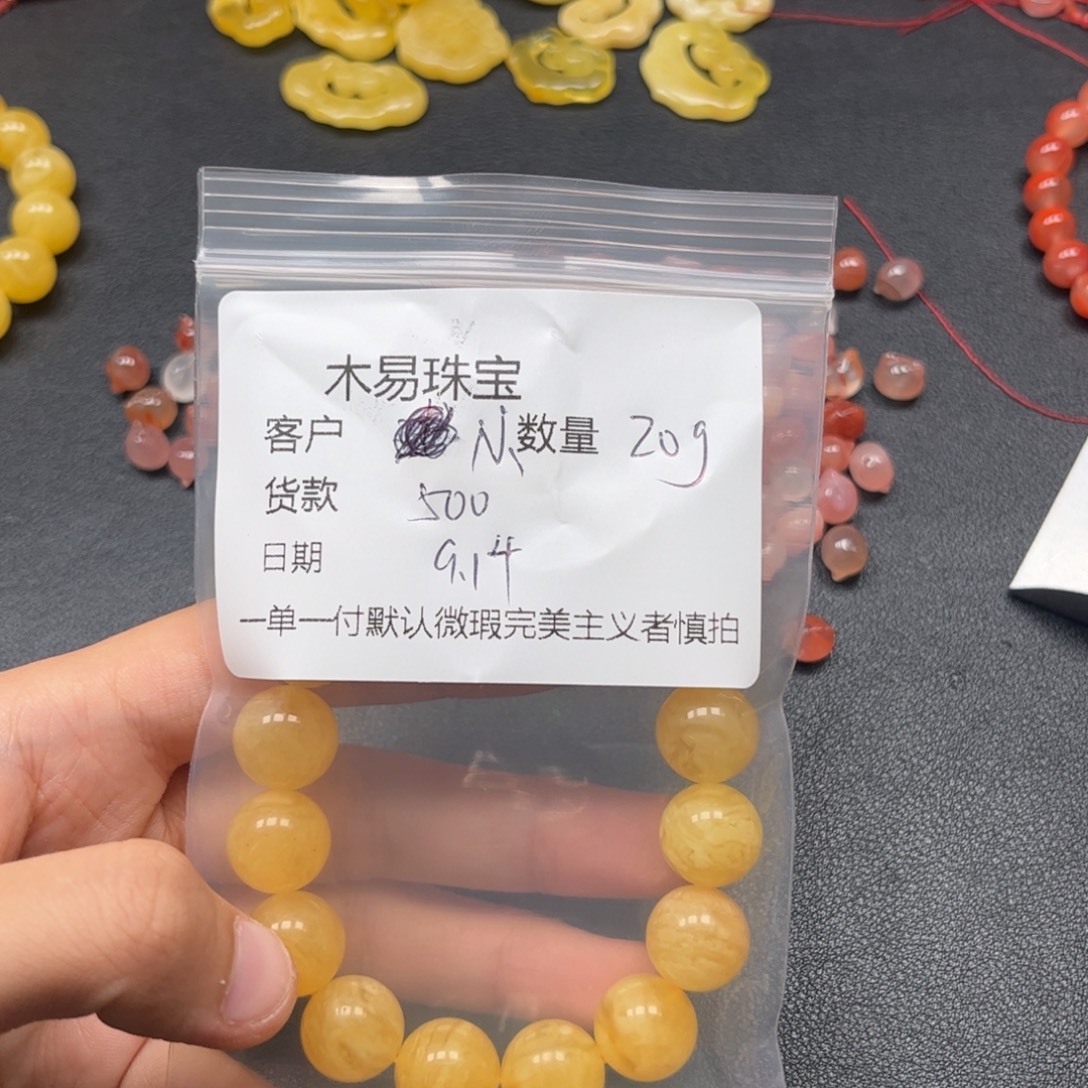 木易珠宝
客户 N 数量 20g
货款 500
日期 9.14
一单一付默认微瑕完美主义者慎拍